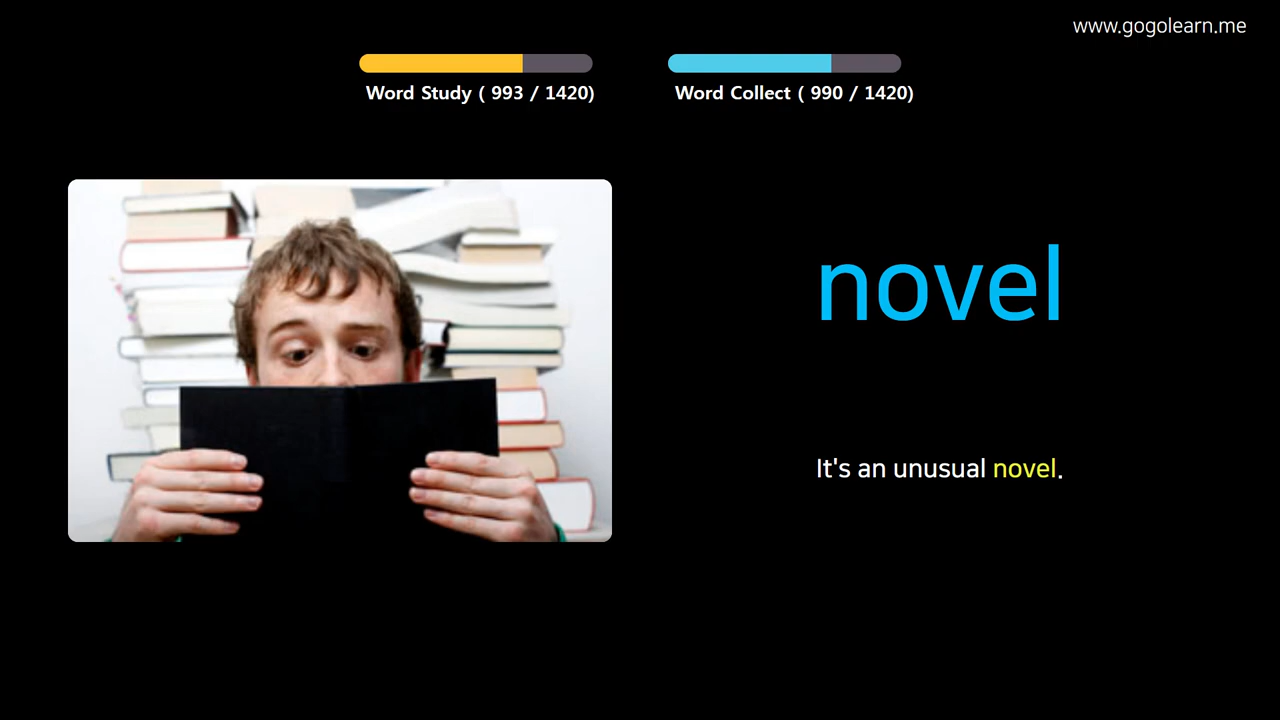 www.gogolearn.me
Word Study ( 993 / 1420)
Word Collect ( 990 / 1420)
novel
It's an unusual novel.